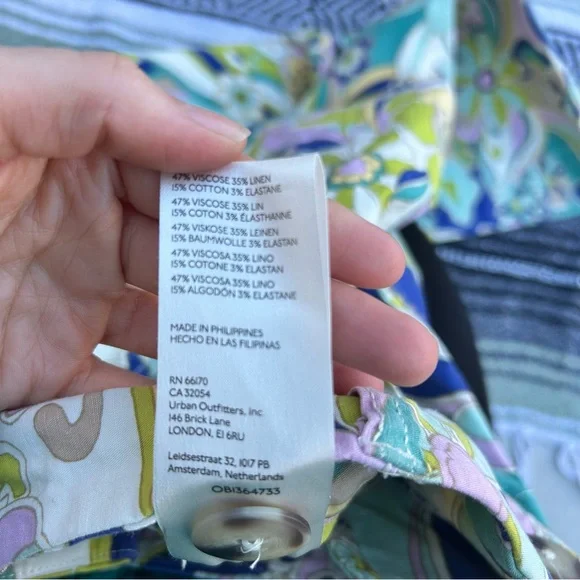 47% VISCOSE 35% LINEN
15% COTTON 3% ELASTANE
47% VISCOSE 35% LIN
15% COTON 3% ÉLASTHANNE
47% VISKOSE 35% LEINEN
15% BAUMWOLLE 3% ELASTAN
47% VISCOSA 35% LINO
15% COTONE 3% ELASTAN
47% VISCOSA 35% LINO
15% ALGODÓN 3% ELASTANE
MADE IN PHILIPPINES
HECHO EN LAS FILIPINAS
RN 66170
CA 32054
Urban Outfitters, Inc
146 Brick Lane
LONDON, E1 6RU
Leidsestraat 32, 1017 PB
Amsterdam, Netherlands
OB1364733